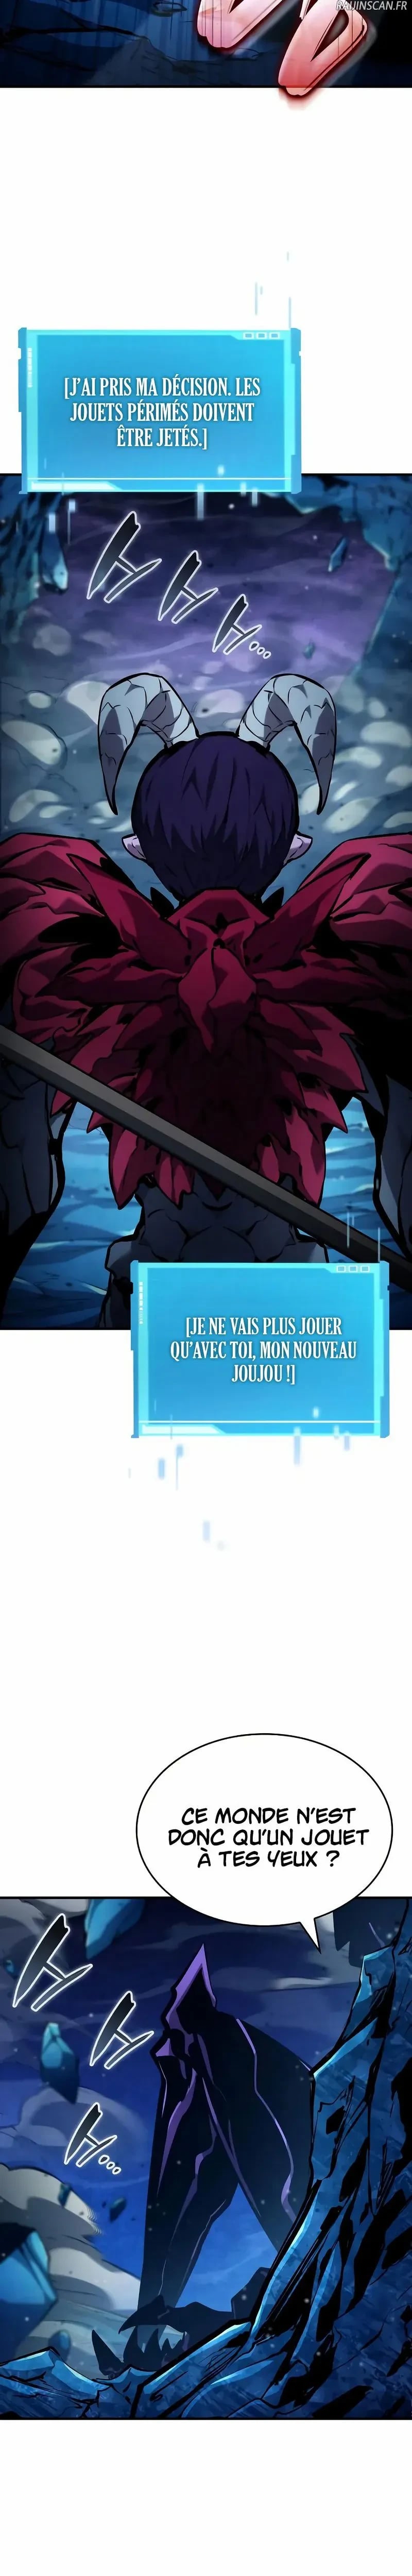 RAIJINSCAN.FR
[J'AI PRIS MA DÉCISION. LES
JOUETS PÉRIMÉS DOIVENT
ÊTRE JETÉS.]
[JE NE VAIS PLUS JOUER
QU'AVEC TOI, MON NOUVEAU
JOUJOU !]
CE MONDE N'EST
DONC QU'UN JOUET
À TES YEUX ?